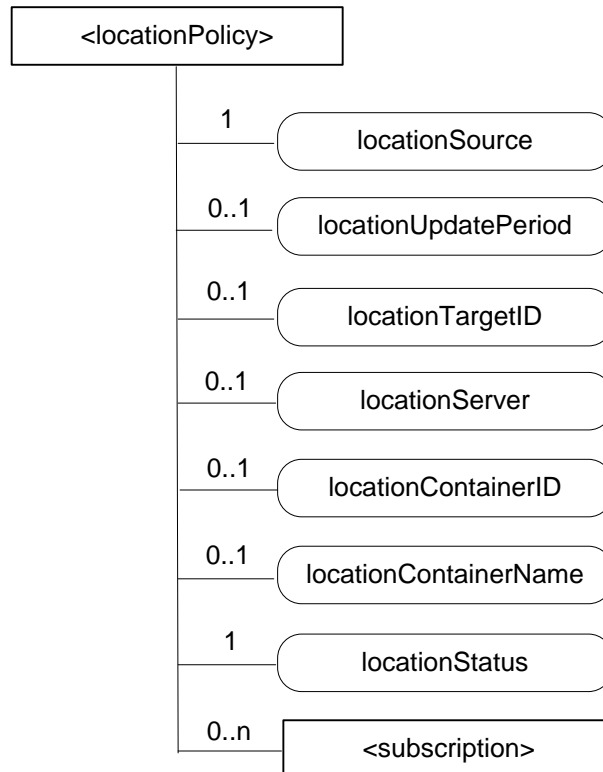 <locationPolicy>
1
locationSource
0..1
locationUpdatePeriod
0..1
locationTargetID
0..1
locationServer
0..1
locationContainerID
0..1
locationContainerName
1
locationStatus
0..n
<subscription>